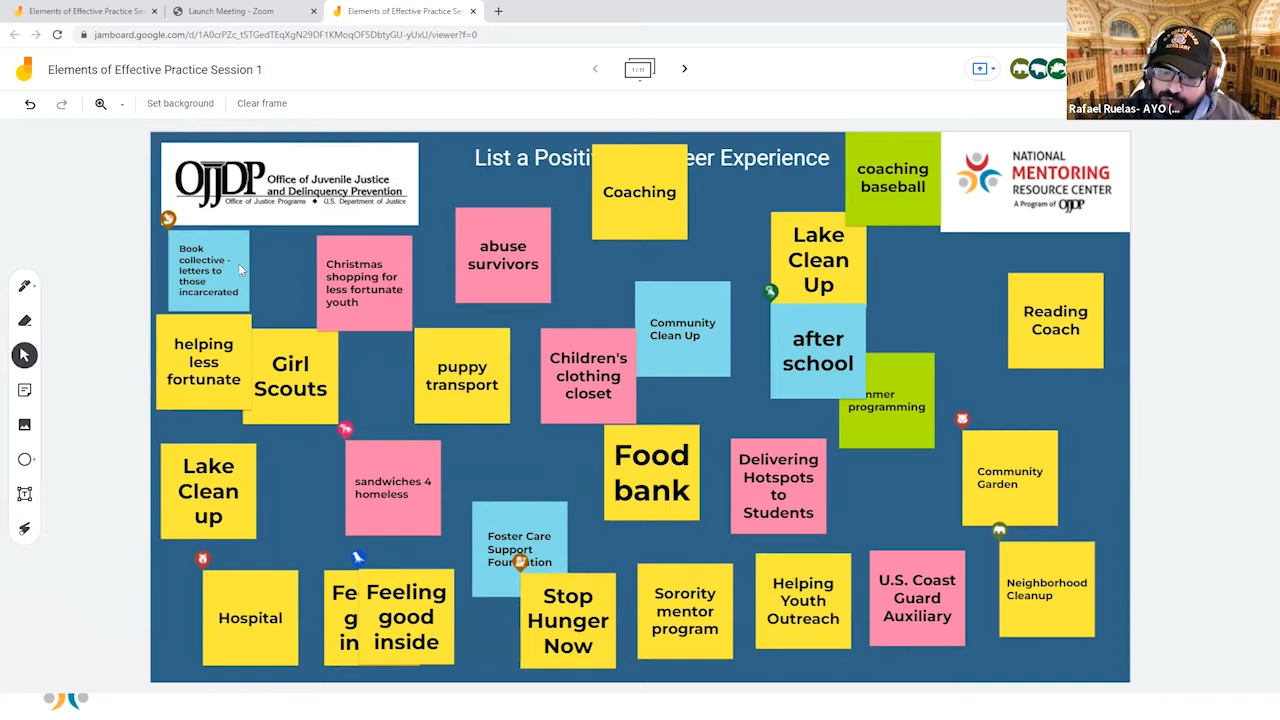 Elements of Effective Practice Se
Launch Meeting - Zoom
Elements of Effective Practice Se
jamboard.google.com/d/1A0crPZc_tSTGedTEqXgN29DF1KMoqOF5DbtyGU-yUxU/viewer?f=0
Elements of Effective Practice Session 1
1 / 11
Set background
Clear frame
Rafael Ruelas- AYO (...
OJJDP
Office of Juvenile Justice
and Delinquency Prevention
Office of Justice Programs ◆ U.S. Department of Justice
List a Positi
eer Experience
Coaching
coaching
baseball
NATIONAL
MENTORING
RESOURCE CENTER
A Program of OJJDP
Book
collective -
letters to
those
incarcerated
Christmas
shopping for
less fortunate
youth
abuse
survivors
Lake
Clean
Up
Community
Clean Up
Reading
Coach
helping
less
fortunate
Girl
Scouts
puppy
transport
Children's
clothing
closet
after
school
mmer
programming
Lake
Clean
up
sandwiches 4
homeless
Food
bank
Delivering
Hotspots
to
Students
Community
Garden
Foster Care
Support
Foundation
Hospital
Fe
g
in
Feeling
good
inside
Stop
Hunger
Now
Sorority
mentor
program
Helping
Youth
Outreach
U.S. Coast
Guard
Auxiliary
Neighborhood
Cleanup